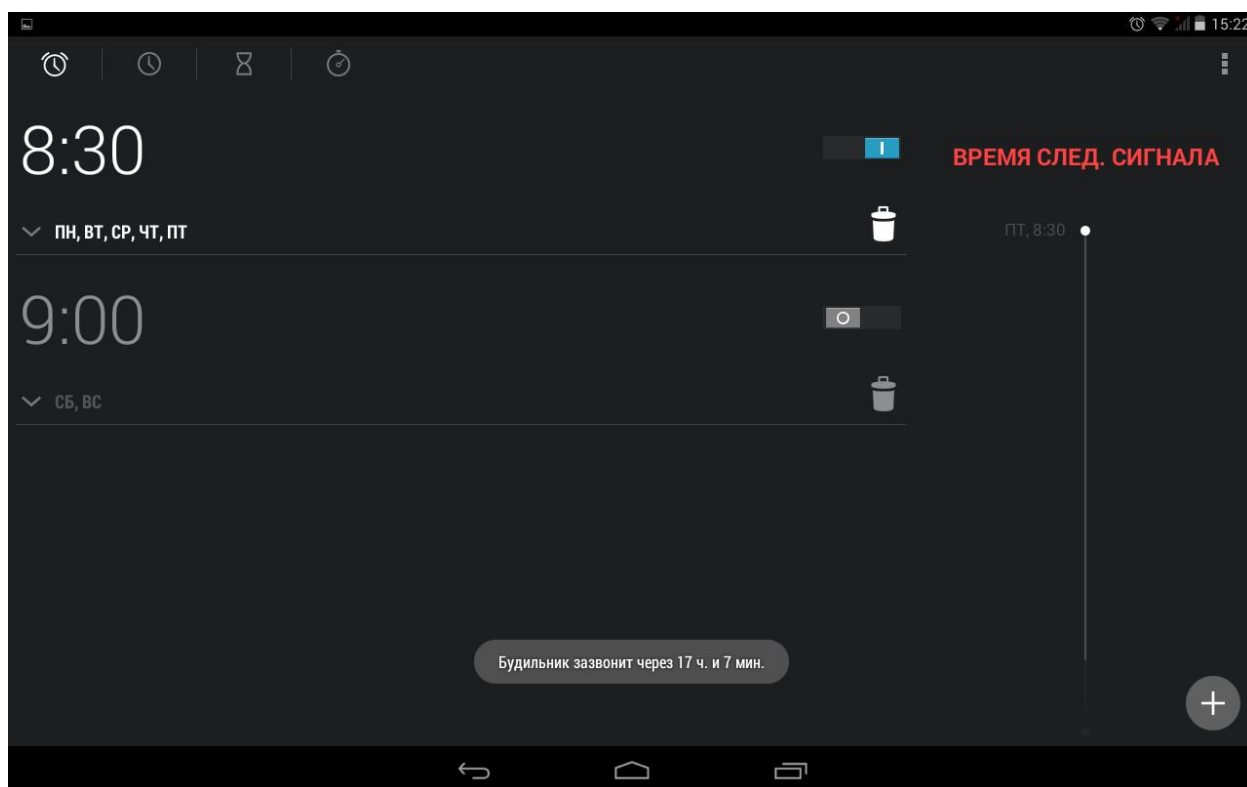 15:22
8:30
ВРЕМЯ СЛЕД. СИГНАЛА
ПН, ВТ, СР, ЧТ, ПТ
ПТ, 8:30
9:00
СБ, ВС
Будильник зазвонит через 17 ч. и 7 мин.